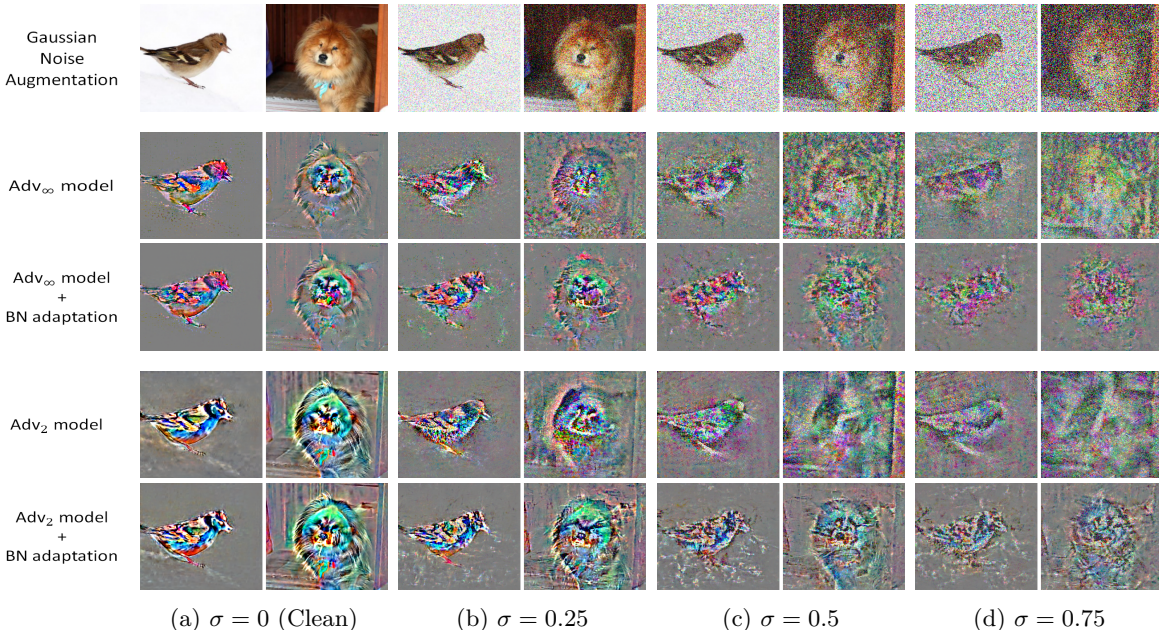 Gaussian
Noise
Augmentation
Adv∞ model
Adv∞ model
+
BN adaptation
Adv₂ model
Adv₂ model
+
BN adaptation
(a) σ = 0 (Clean)
(b) σ = 0.25
(c) σ = 0.5
(d) σ = 0.75